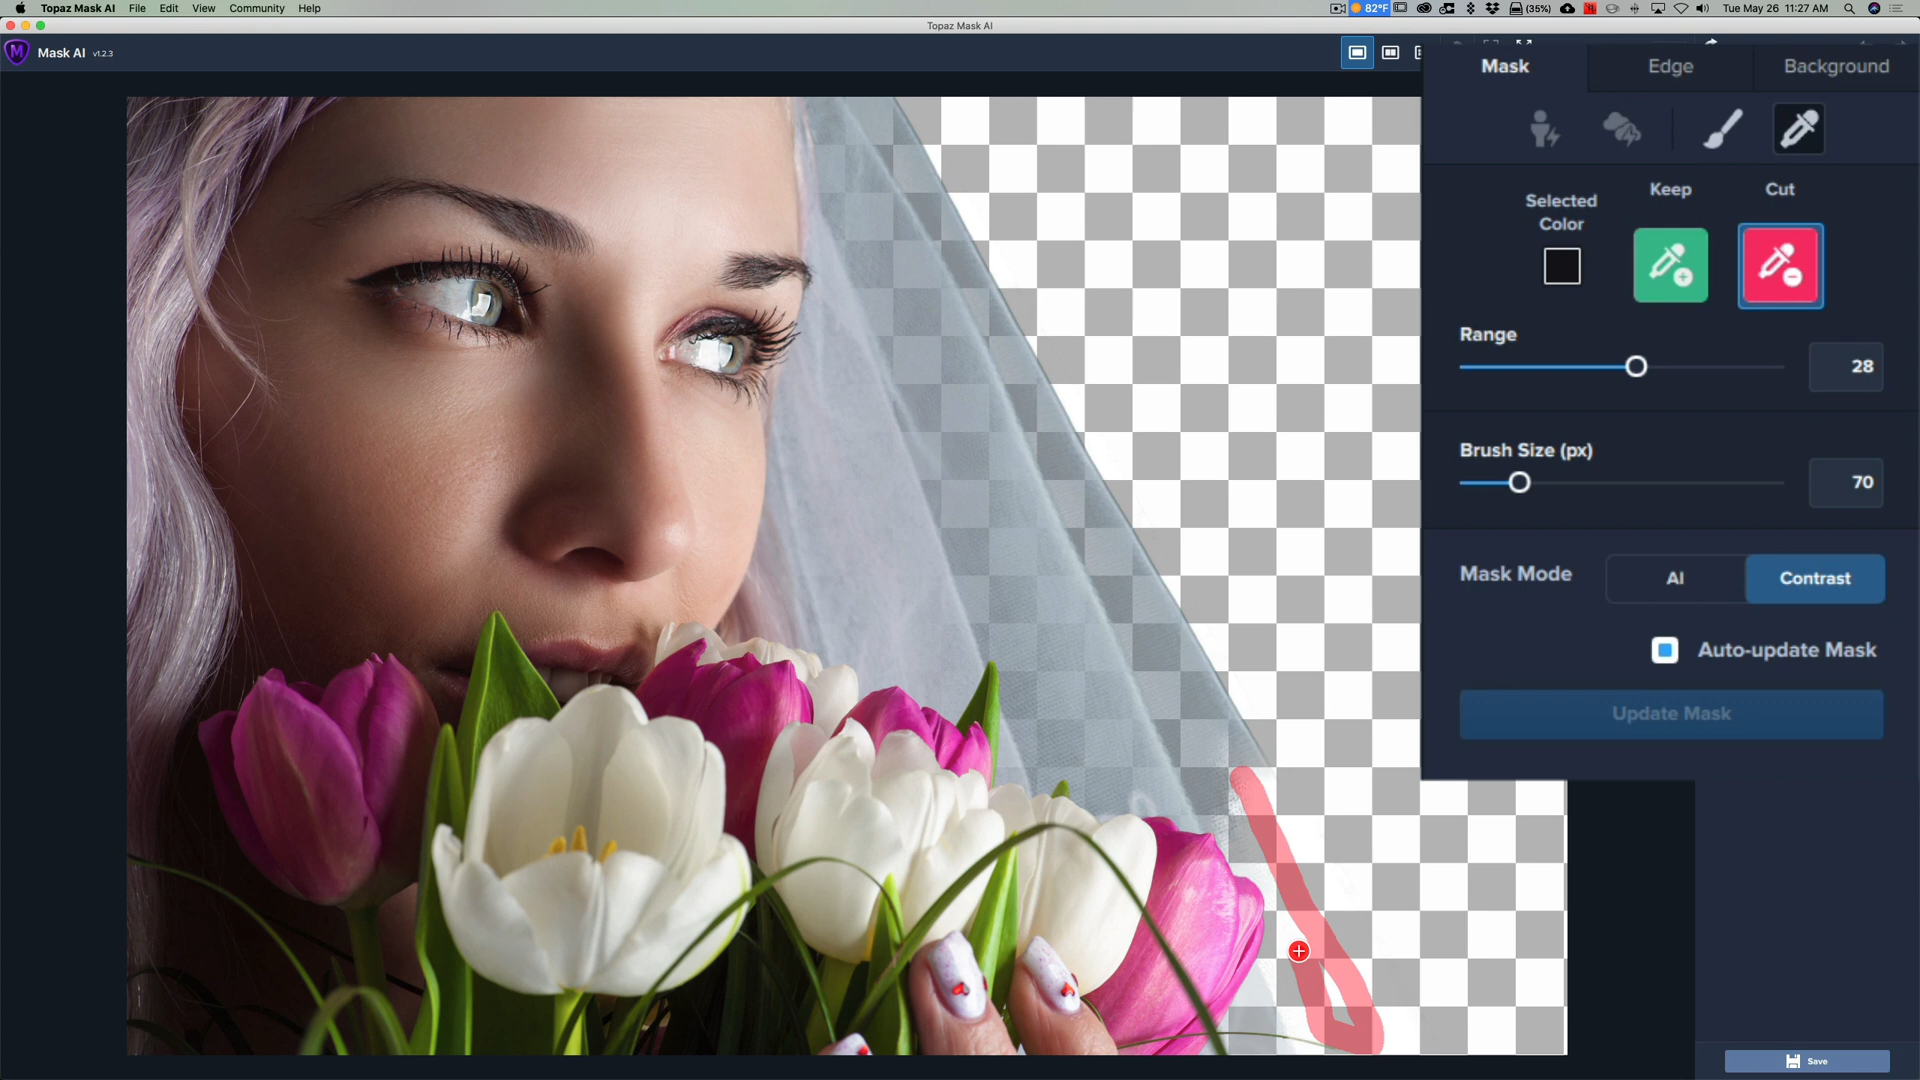 Topaz Mask AI File Edit View Community Help
82°F (35%) Tue May 26 11:27 AM
Topaz Mask AI
Mask AI v1.2.3
Mask Edge Background
Selected Color
Keep
Cut
Range
28
Brush Size (px)
70
Mask Mode AI Contrast
Auto-update Mask
Update Mask
Save